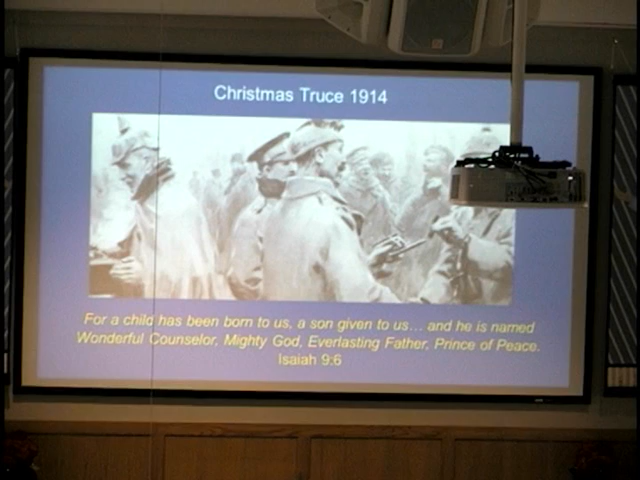 Christmas Truce 1914
For a child has been born to us, a son given to us... and he is named
Wonderful Counselor, Mighty God, Everlasting Father, Prince of Peace.
Isaiah 9:6